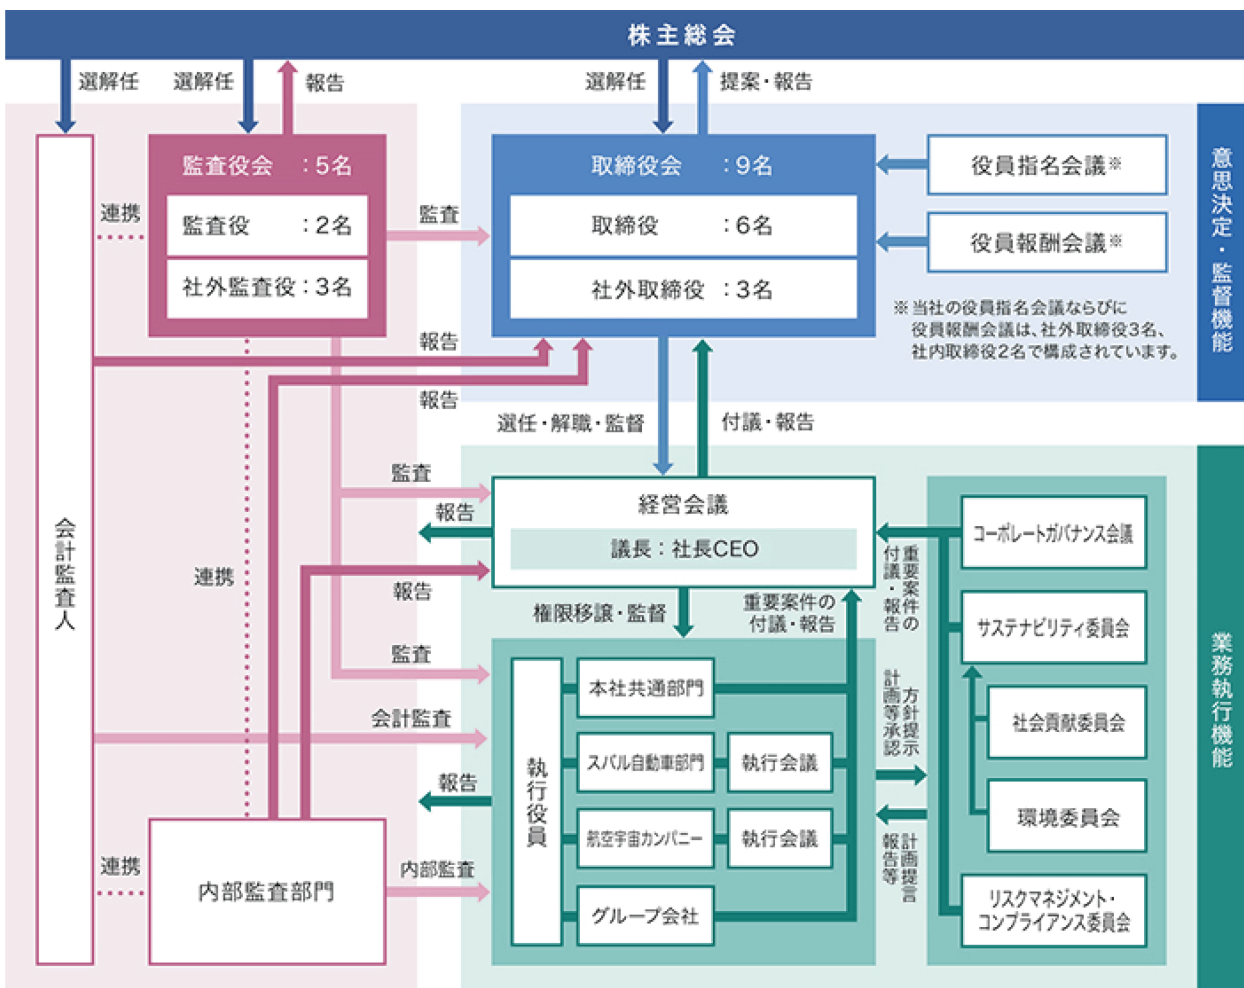 株主総会
選解任
選解任
報告
選解任
提案・報告
監査役会 ：5名
監査役 ：2名
社外監査役：3名
連携
監査
取締役会 ：9名
取締役 ：6名
社外取締役 ：3名
役員指名会議※
役員報酬会議※
※当社の役員指名会議ならびに
役員報酬会議は、社外取締役3名、
社内取締役2名で構成されています。
意思決定・監督機能
報告
報告
選任・解職・監督
付議・報告
会計監査人
連携
監査
報告
報告
経営会議
議長：社長CEO
権限移譲・監督
重要案件の
付議・報告
重要案件の
付議・報告
コーポレートガバナンス会議
サステナビリティ委員会
社会貢献委員会
環境委員会
リスクマネジメント・
コンプライアンス委員会
業務執行機能
監査
会計監査
報告
執行役員
本社共通部門
スバル自動車部門
執行会議
航空宇宙カンパニー
執行会議
グループ会社
方針提示
計画等承認
計画提言
報告等
連携
内部監査部門
内部監査